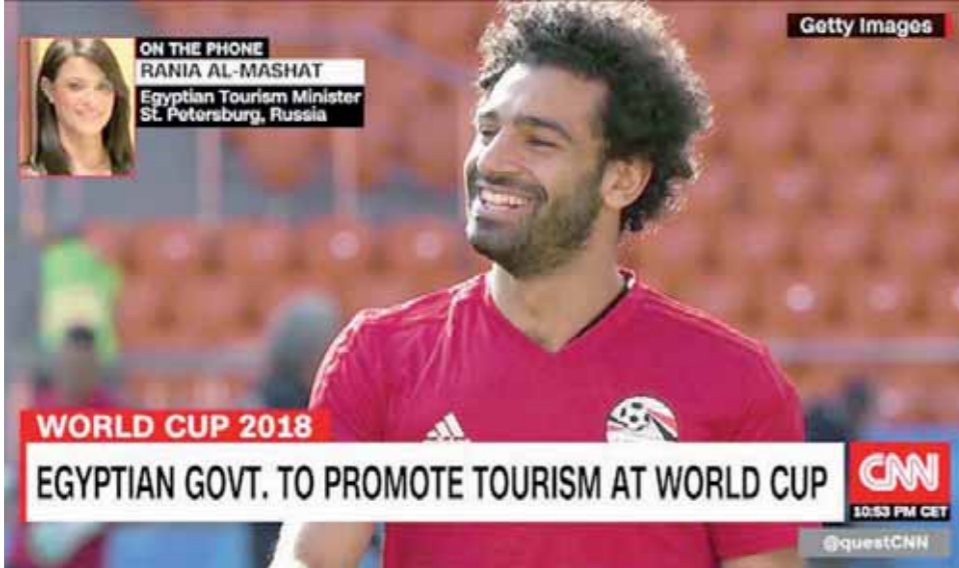 Getty Images
ON THE PHONE
RANIA AL-MASHAT
Egyptian Tourism Minister
St. Petersburg, Russia
WORLD CUP 2018
EGYPTIAN GOVT. TO PROMOTE TOURISM AT WORLD CUP
CNN
10:53 PM CET
@questCNN